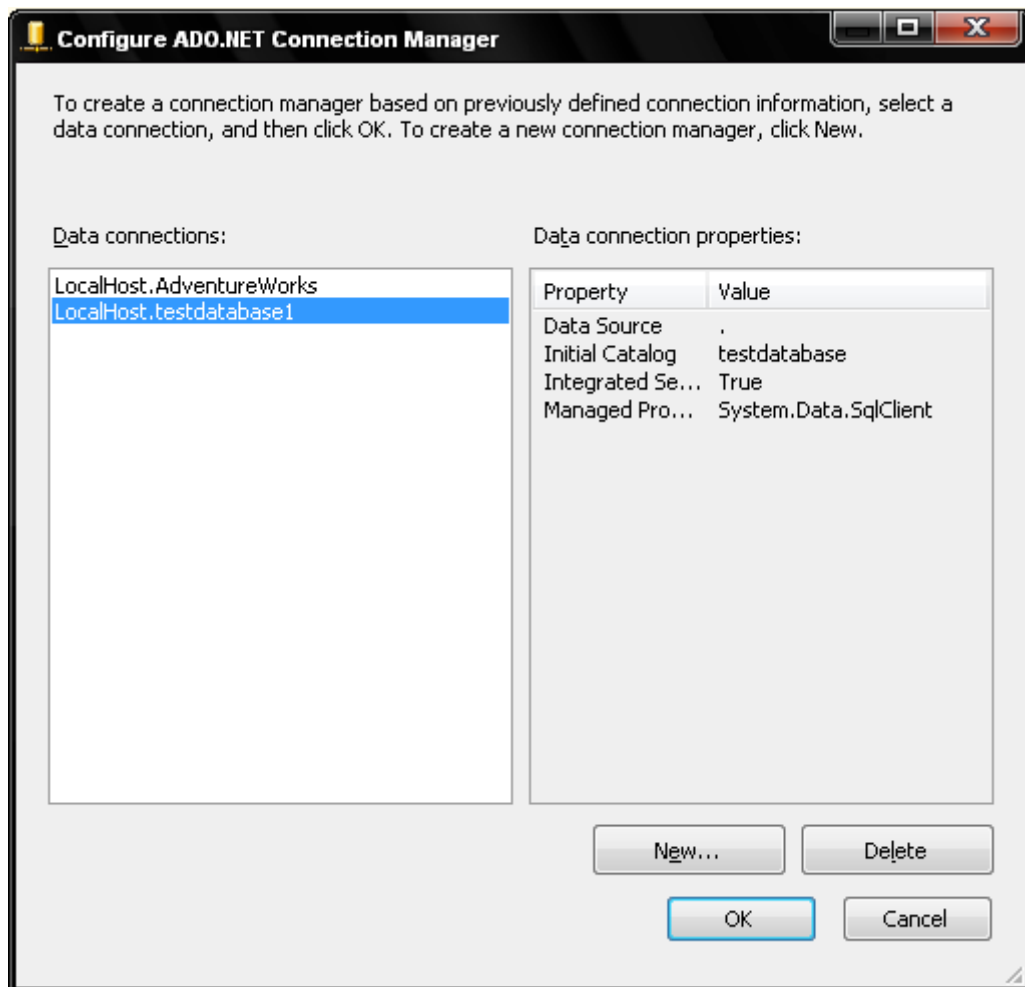 Configure ADO.NET Connection Manager
To create a connection manager based on previously defined connection information, select a
data connection, and then click OK. To create a new connection manager, click New.
Data connections:
LocalHost.AdventureWorks
LocalHost.testdatabase1
Data connection properties:
Property Value
Data Source .
Initial Catalog testdatabase
Integrated Se... True
Managed Pro... System.Data.SqlClient
New... Delete
OK Cancel